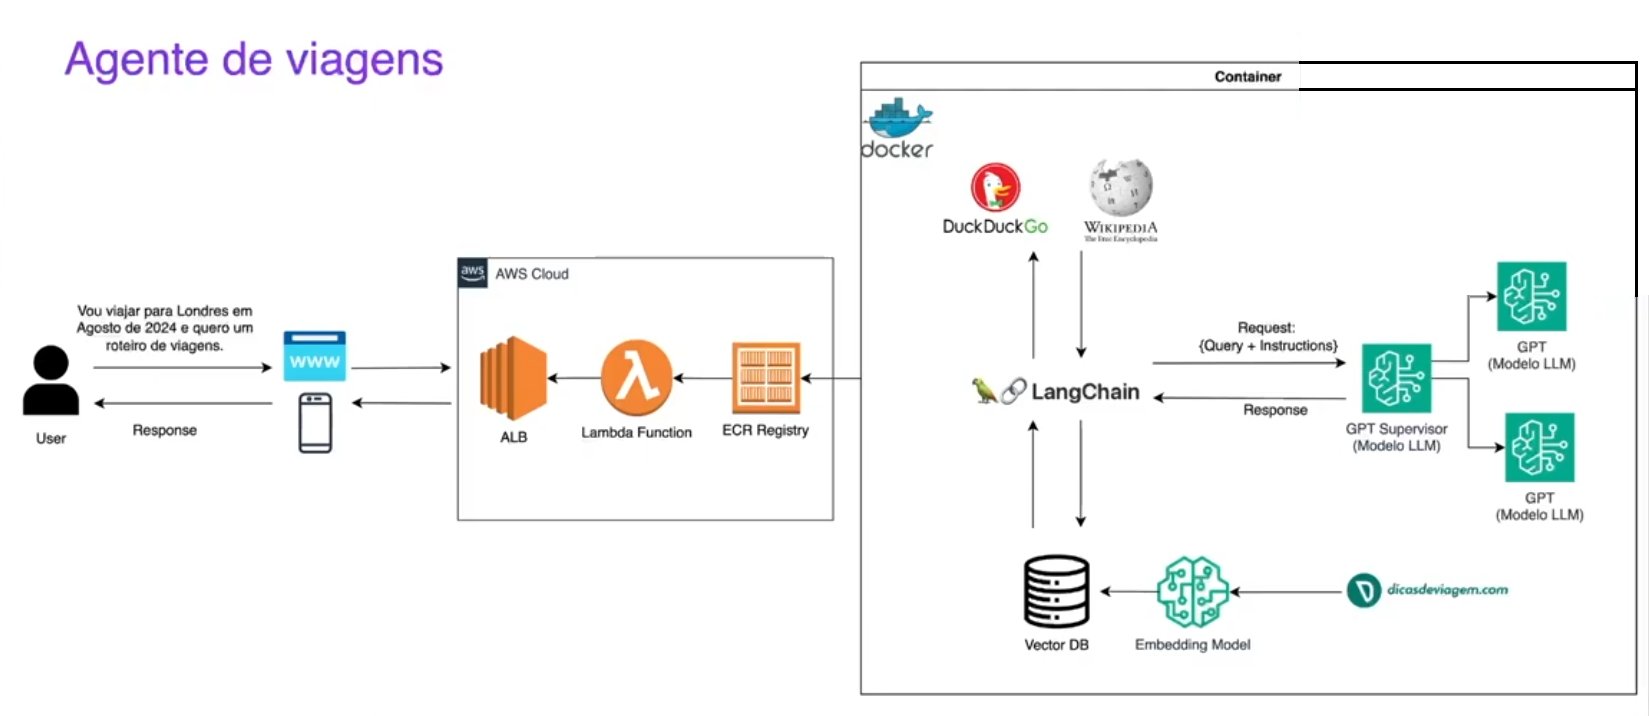 Agente de viagens
Container
docker
DuckDuckGo
WIKIPEDIA
The Free Encyclopedia
aws
AWS Cloud
Vou viajar para Londres em
Agosto de 2024 e quero um
roteiro de viagens.
www
User
Response
ALB
Lambda Function
ECR Registry
LangChain
Request:
{Query + Instructions}
Response
GPT Supervisor
(Modelo LLM)
GPT
(Modelo LLM)
GPT
(Modelo LLM)
Vector DB
Embedding Model
dicasdeviagem.com